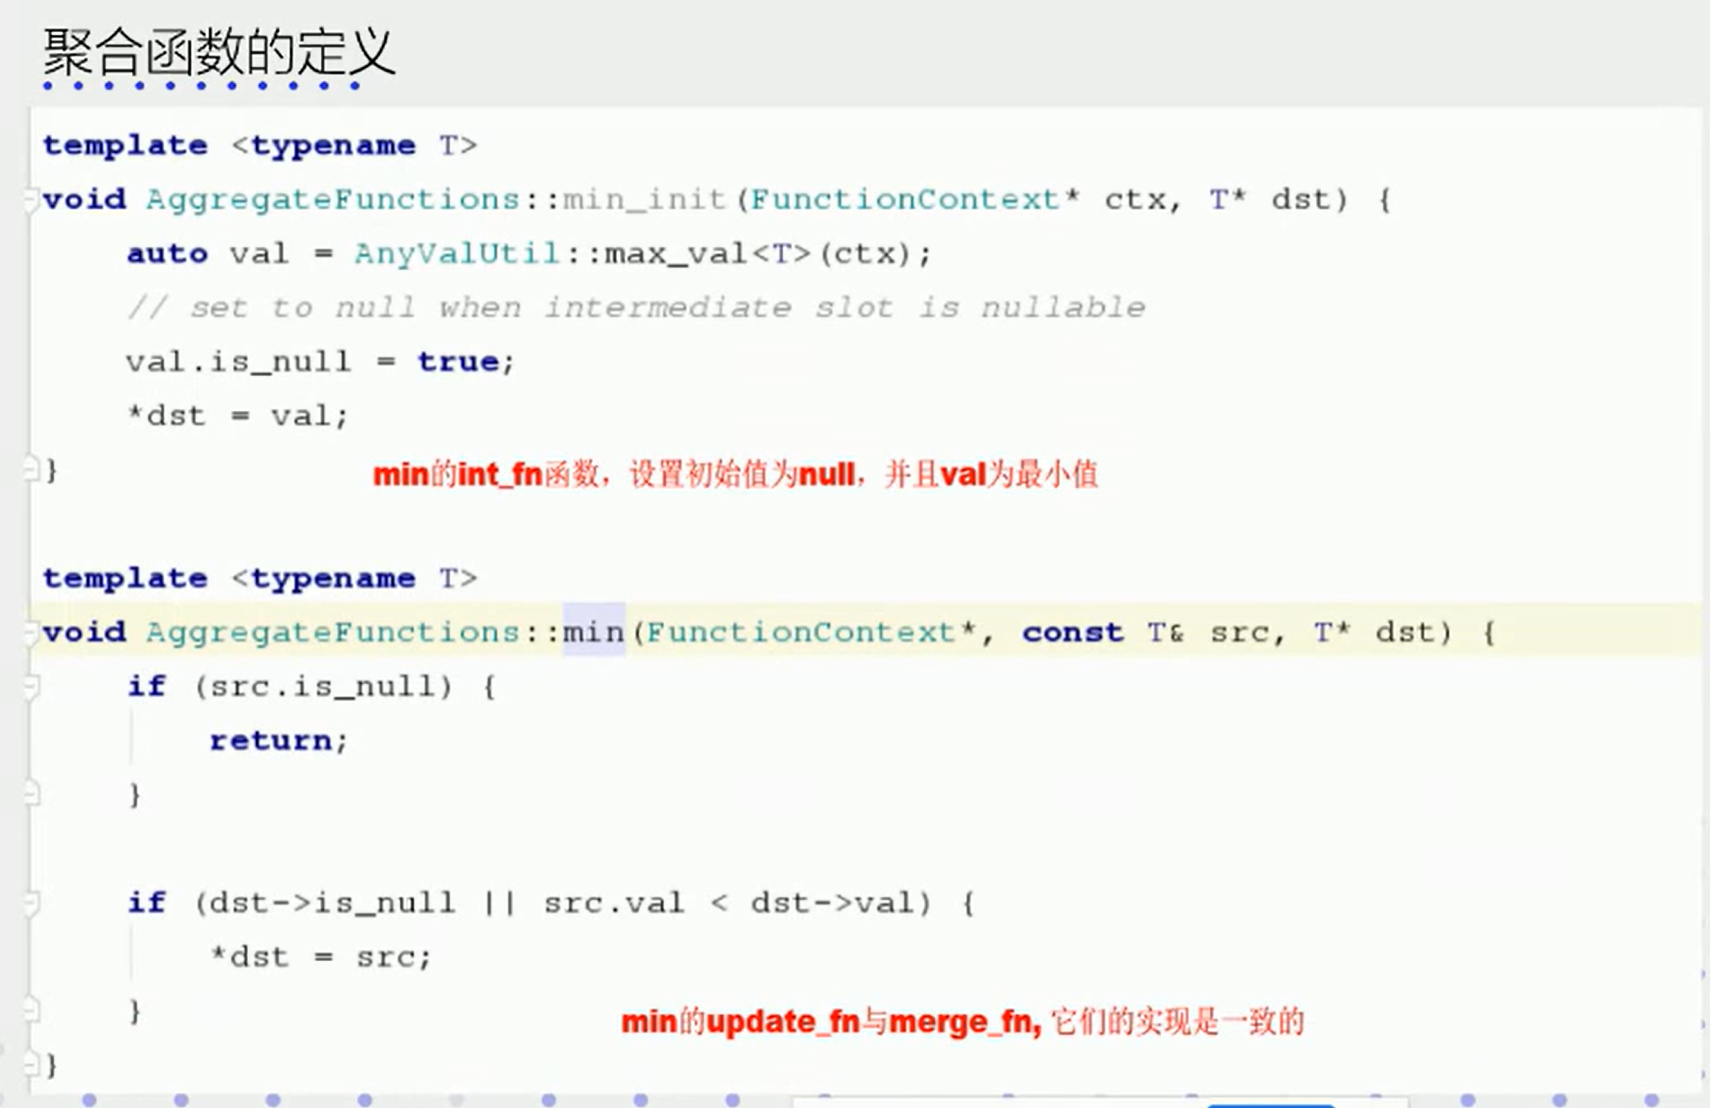 聚合函数的定义
template <typename T>
void AggregateFunctions::min_init(FunctionContext* ctx, T* dst) {
auto val = AnyValUtil::max_val<T>(ctx);
// set to null when intermediate slot is nullable
val.is_null = true;
*dst = val;
}
min的int_fn函数，设置初始值为null，并且val为最小值
template <typename T>
void AggregateFunctions::min(FunctionContext*, const T& src, T* dst) {
if (src.is_null) {
return;
}
if (dst->is_null || src.val < dst->val) {
*dst = src;
}
min的update_fn与merge_fn, 它们的实现是一致的
}